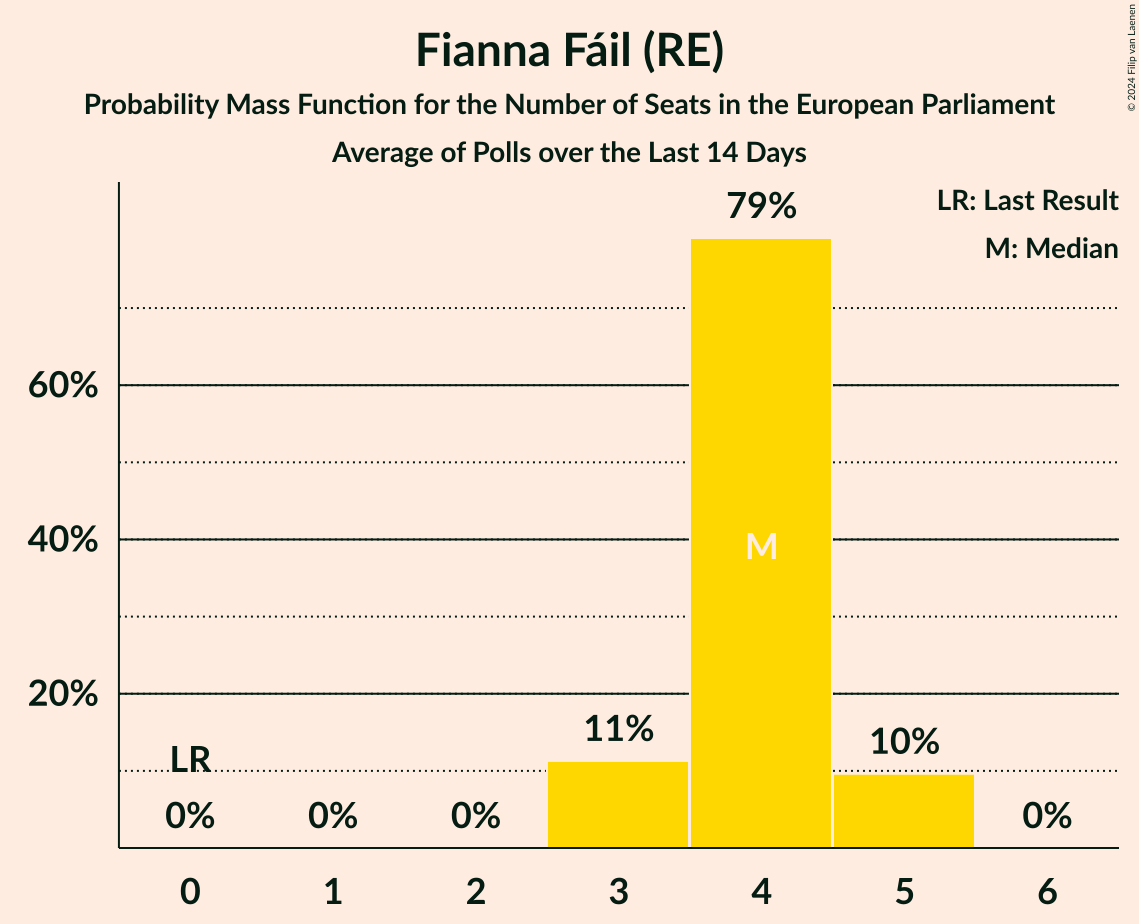 Fianna Fáil (RE)
Probability Mass Function for the Number of Seats in the European Parliament
Average of Polls over the Last 14 Days
© 2024 Filip van Laenen
LR: Last Result
M: Median
79%
60%
40%
M
20%
11%
10%
LR
0%
0%
0%
0%
0 1 2 3 4 5 6